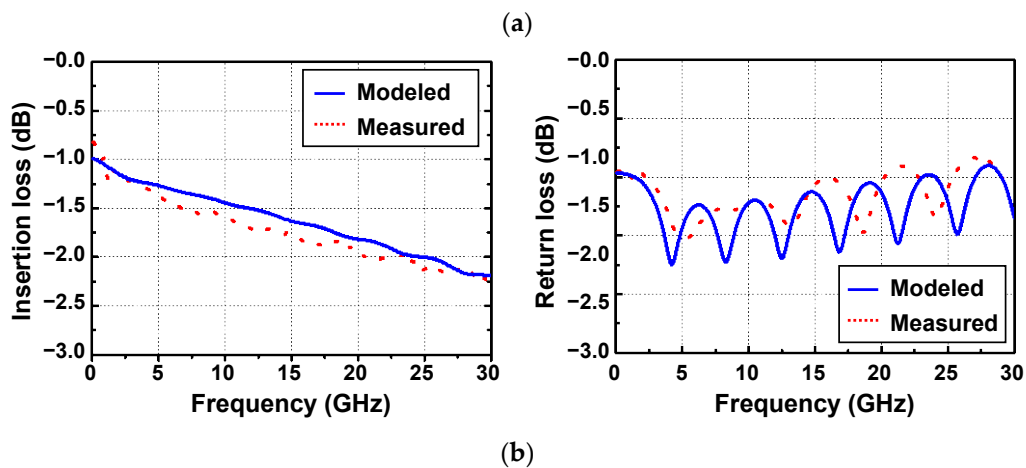 (a)
Insertion loss (dB)
−0.0
−0.5
−1.0
−1.5
−2.0
−2.5
−3.0
Modeled
Measured
0 5 10 15 20 25 30
Frequency (GHz)
Return loss (dB)
−0.0
−0.5
−1.0
−1.5
−2.0
−2.5
−3.0
Modeled
Measured
0 5 10 15 20 25 30
Frequency (GHz)
(b)